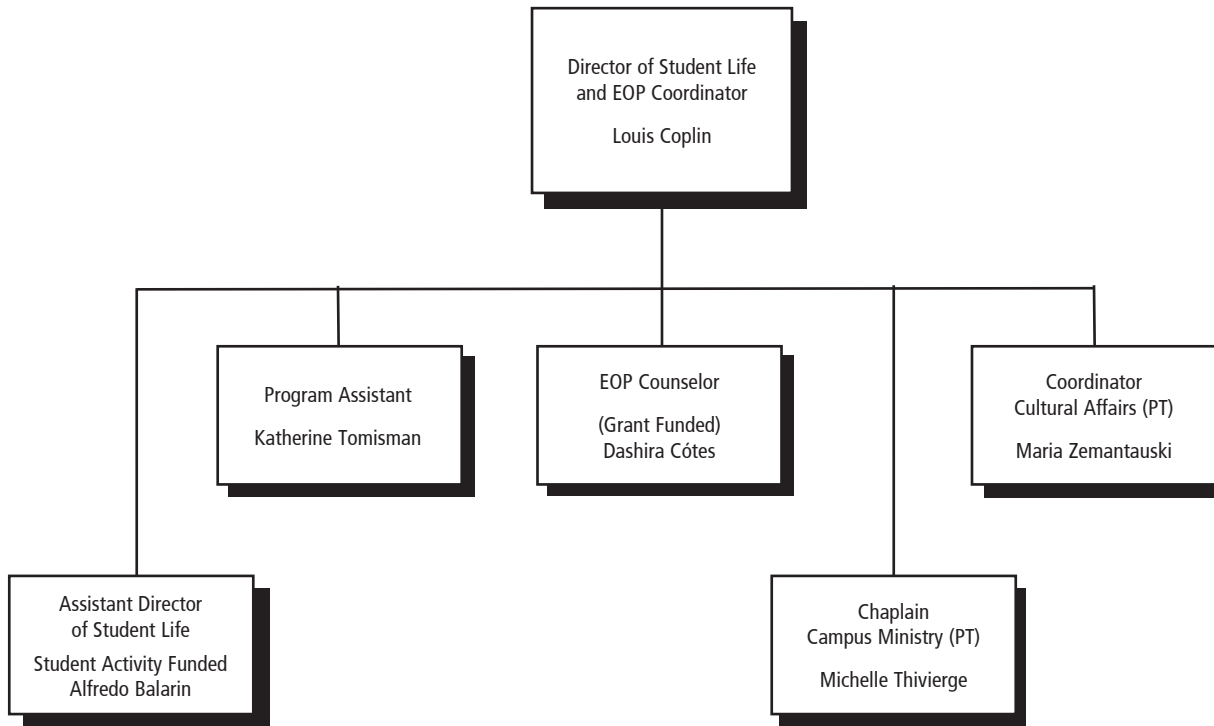 Director of Student Life
and EOP Coordinator
Louis Coplin
Program Assistant
Katherine Tomisman
EOP Counselor
(Grant Funded)
Dashira Cótes
Coordinator
Cultural Affairs (PT)
Maria Zemantauski
Assistant Director
of Student Life
Student Activity Funded
Alfredo Balarin
Chaplain
Campus Ministry (PT)
Michelle Thivierge